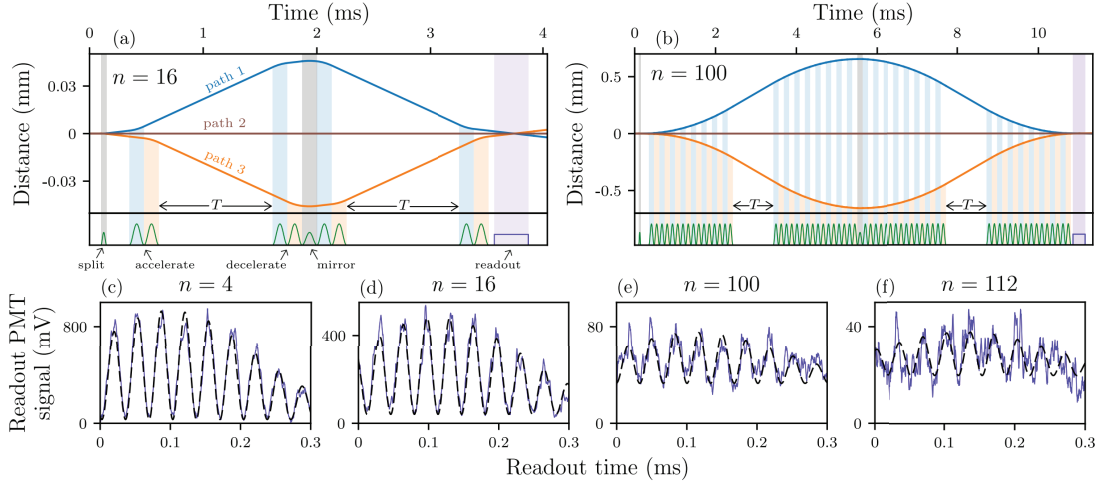 Time (ms)
Time (ms)
0 1 2 3 4
0 2 4 6 8 10
(a)
(b)
n = 16
n = 100
Distance (mm)
0.03
0
-0.03
Distance (mm)
0.5
0
-0.5
path 1
path 2
path 3
T
T
T
T
split
accelerate
decelerate
mirror
readout
(c)
n = 4
(d)
n = 16
(e)
n = 100
(f)
n = 112
Readout PMT
signal (mV)
800
0
400
0
80
0
40
0
0 0.1 0.2 0.3
0 0.1 0.2 0.3
0 0.1 0.2 0.3
0 0.1 0.2 0.3
Readout time (ms)